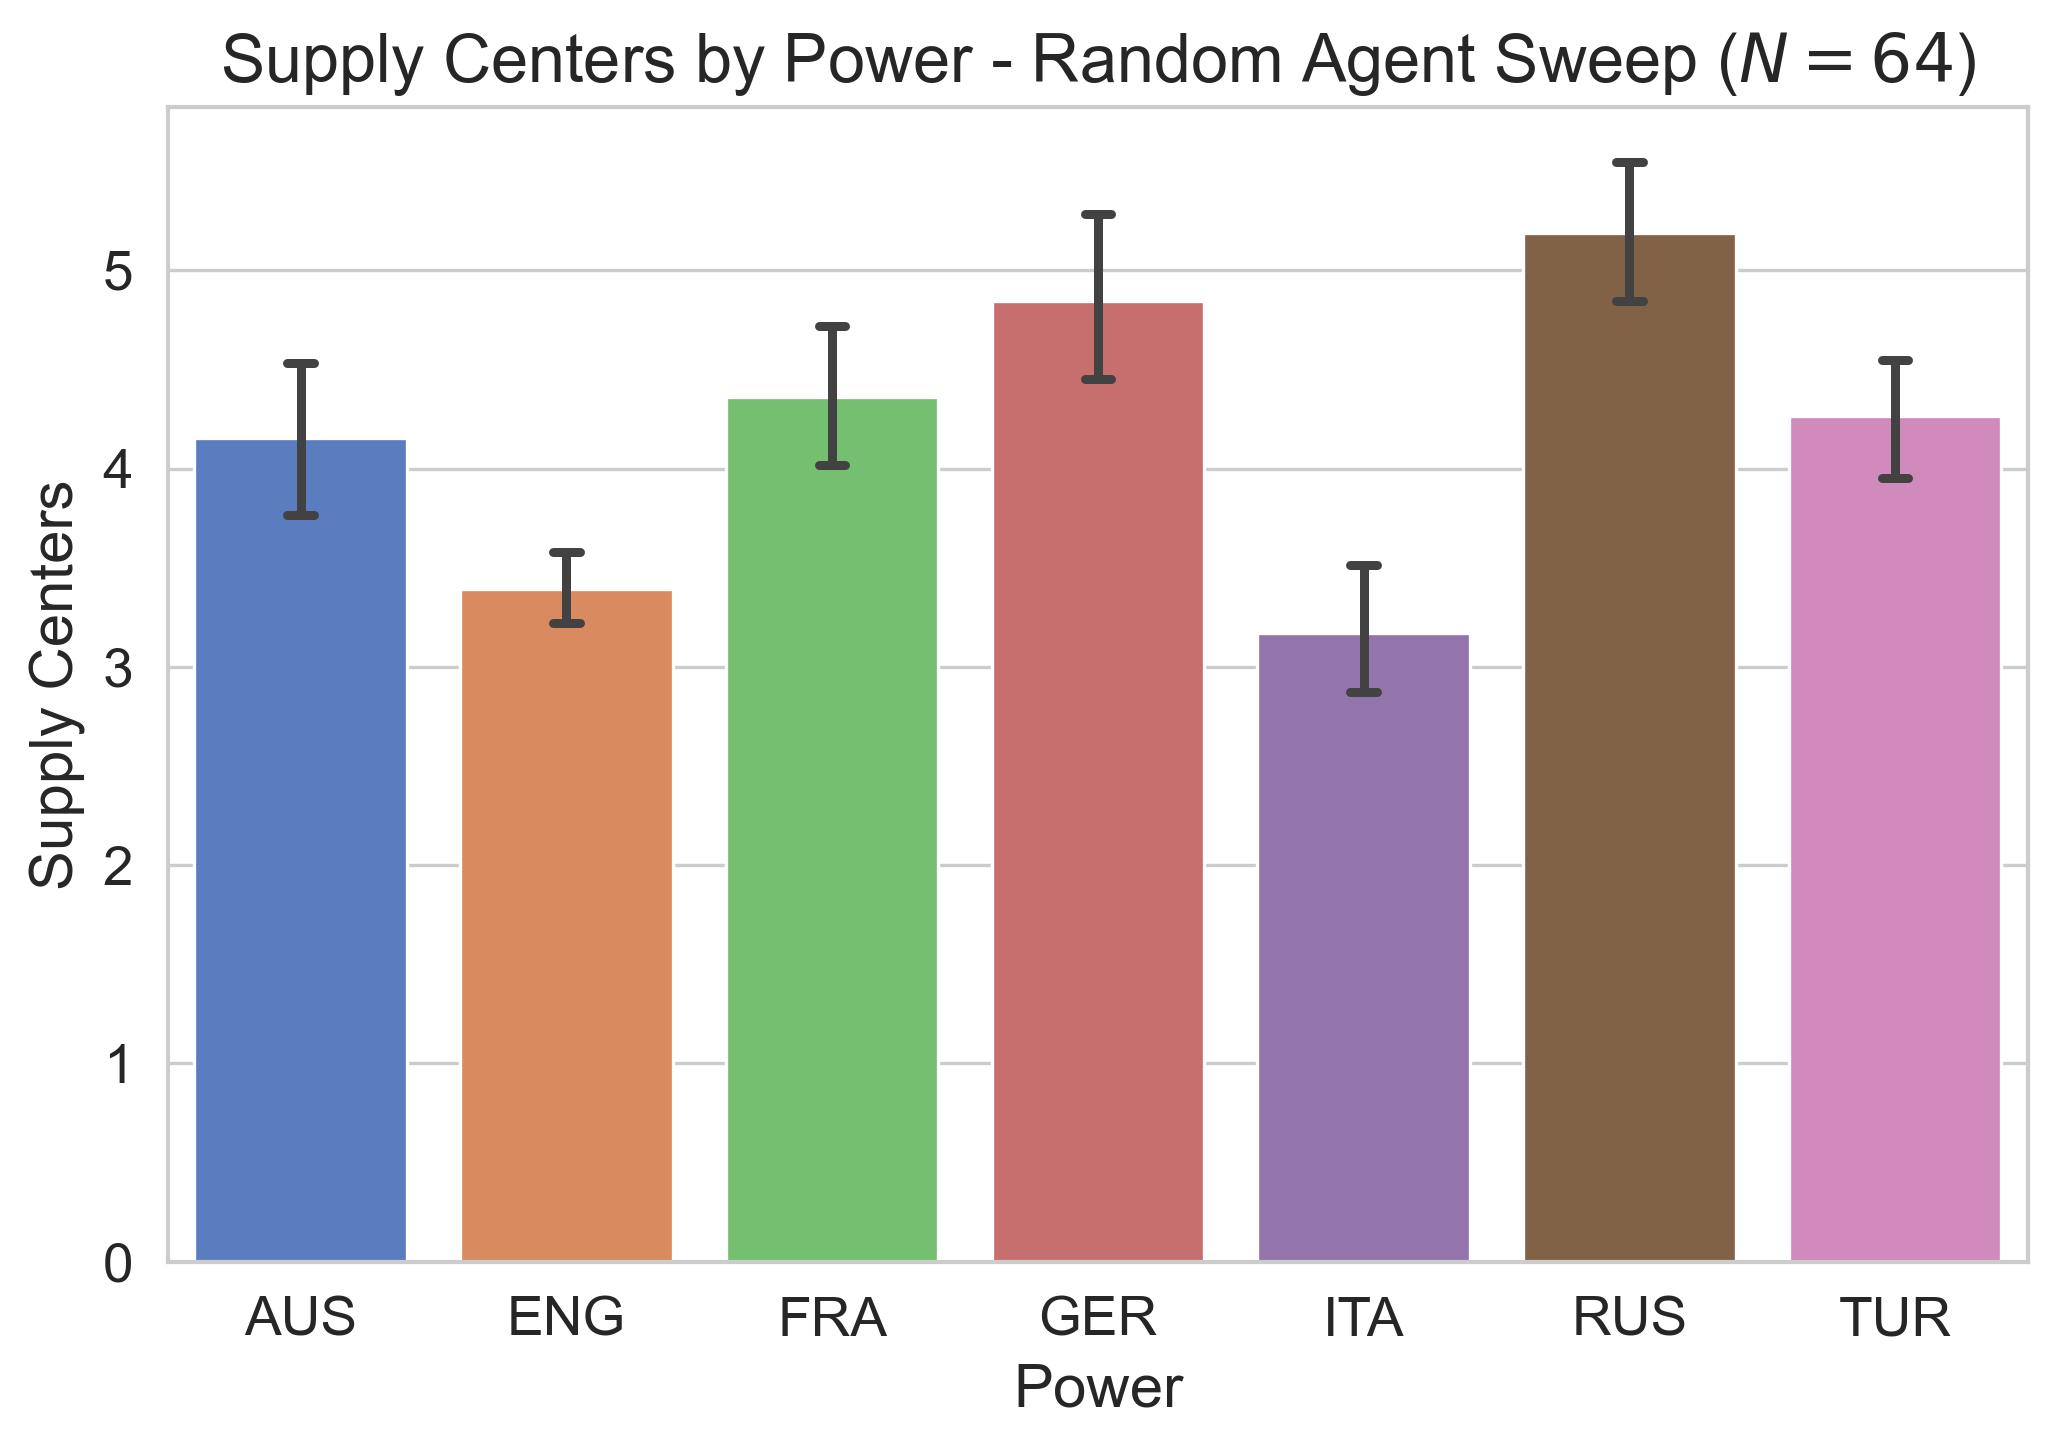 Supply Centers by Power - Random Agent Sweep (N = 64)
Supply Centers
5
4
3
2
1
0
AUS ENG FRA GER ITA RUS TUR
Power